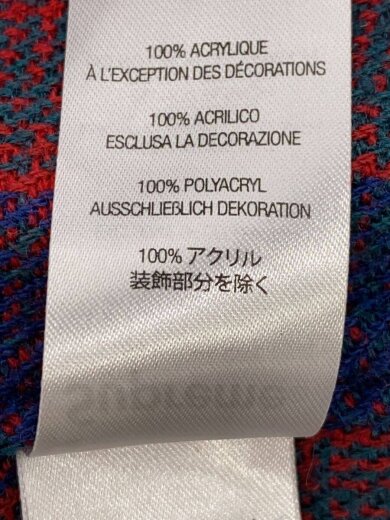 100% ACRYLIQUE
À L'EXCEPTION DES DÉCORATIONS
100% ACRILICO
ESCLUSA LA DECORAZIONE
100% POLYACRYL
AUSSCHLIEßLICH DEKORATION
100% アクリル
装飾部分を除く
Supreme